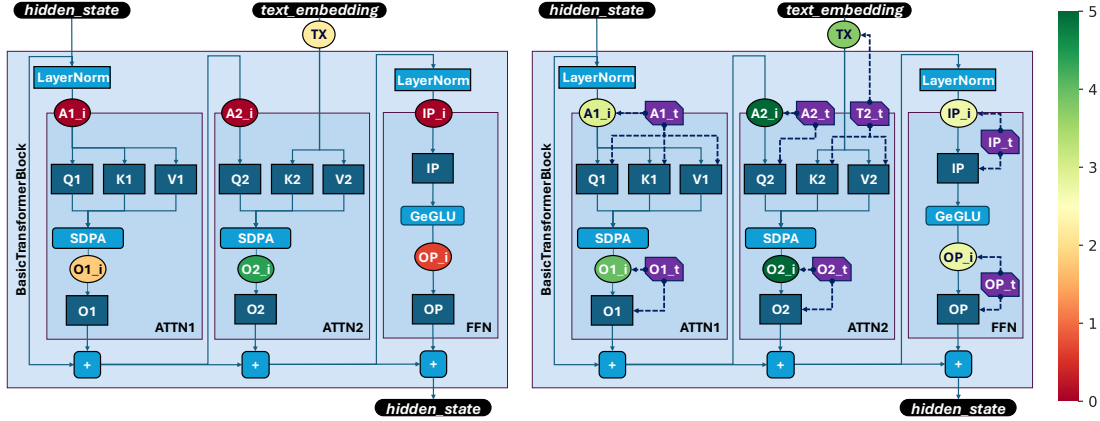 hidden_state
text_embedding
TX
LayerNorm
LayerNorm
A1_i
A2_i
IP_i
Q1
K1
V1
Q2
K2
V2
IP
GeGLU
SDPA
SDPA
O1_i
O2_i
OP_i
O1
O2
OP
ATTN1
ATTN2
FFN
BasicTransformerBlock
+
+
+
hidden_state
hidden_state
text_embedding
TX
LayerNorm
LayerNorm
A1_i
A1_t
A2_i
A2_t
T2_t
IP_i
IP_t
Q1
K1
V1
Q2
K2
V2
IP
GeGLU
SDPA
SDPA
O1_i
O1_t
O2_i
O2_t
OP_i
OP_t
O1
O2
OP
ATTN1
ATTN2
FFN
BasicTransformerBlock
+
+
+
hidden_state
5
4
3
2
1
0